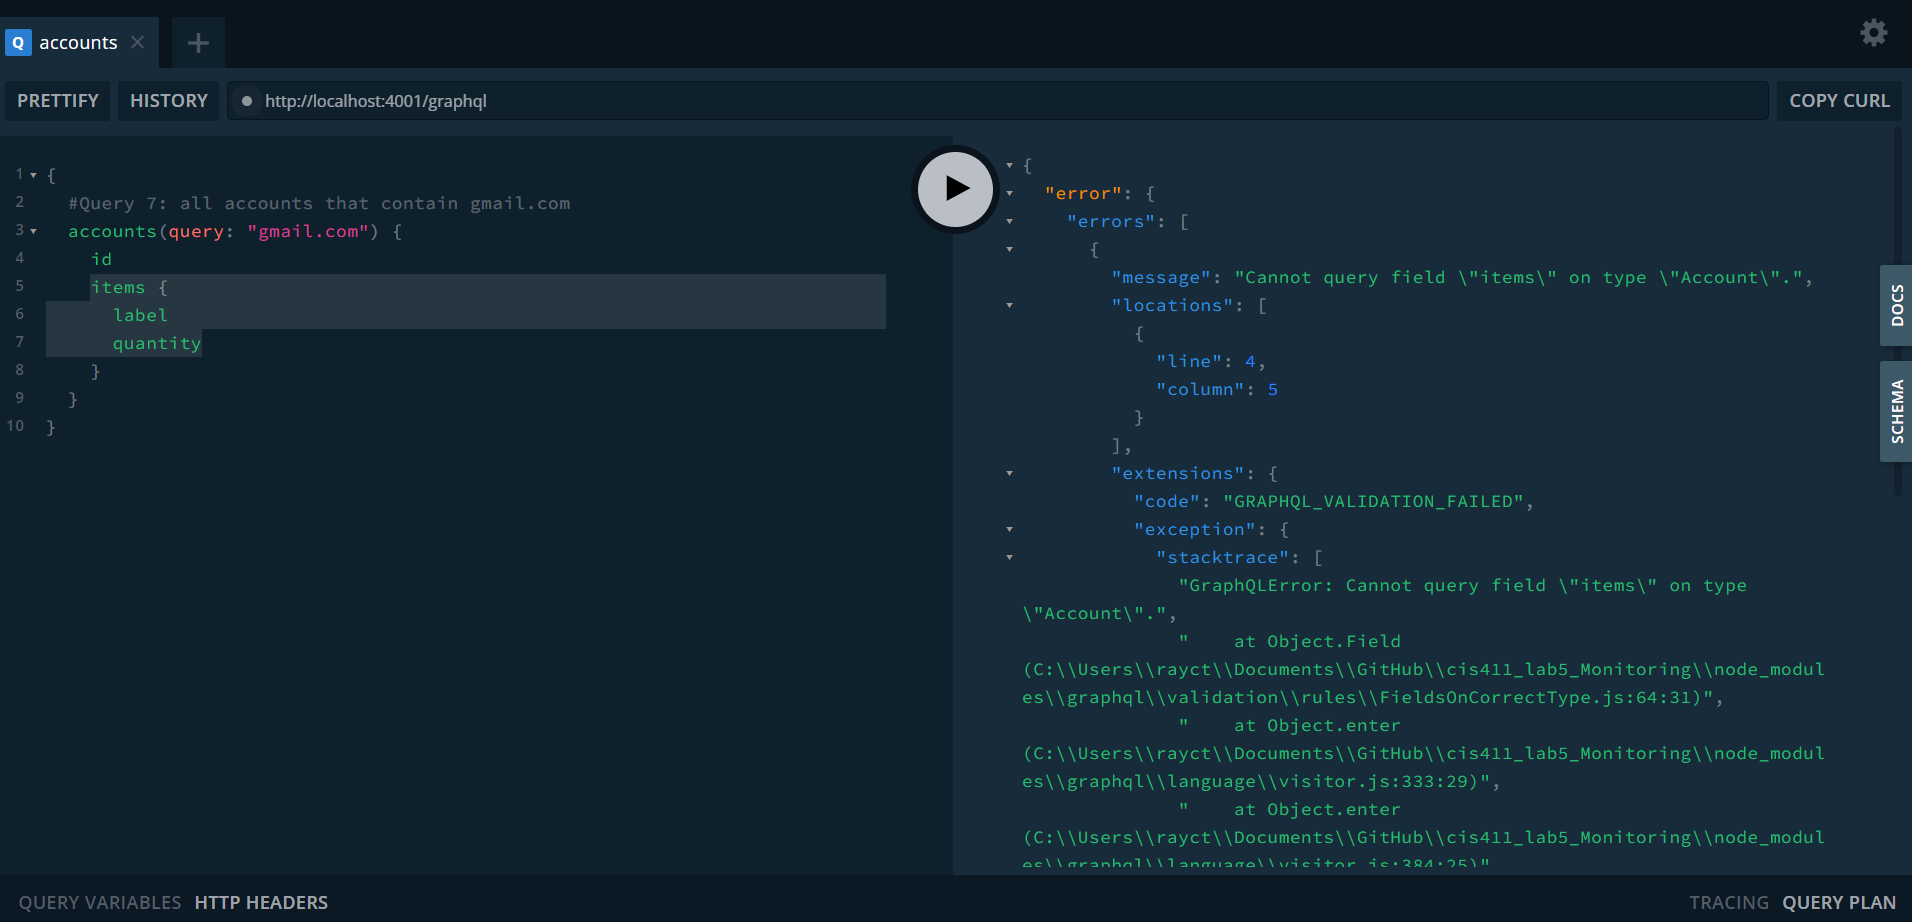 Q accounts
PRETTIFY HISTORY http://localhost:4001/graphql COPY CURL
1 {
2 #Query 7: all accounts that contain gmail.com
3 accounts(query: "gmail.com") {
4 id
5 items {
6 label
7 quantity
8 }
9 }
10 }
{
"error": {
"errors": [
{
"message": "Cannot query field \"items\" on type \"Account\".",
"locations": [
{
"line": 4,
"column": 5
}
],
"extensions": {
"code": "GRAPHQL_VALIDATION_FAILED",
"exception": {
"stacktrace": [
"GraphQLError: Cannot query field \"items\" on type
\"Account\".",
"    at Object.Field
(C:\\Users\\rayct\\Documents\\GitHub\\cis411_lab5_Monitoring\\node_modul
es\\graphql\\validation\\rules\\FieldsOnCorrectType.js:64:31)",
"    at Object.enter
(C:\\Users\\rayct\\Documents\\GitHub\\cis411_lab5_Monitoring\\node_modul
es\\graphql\\language\\visitor.js:333:29)",
"    at Object.enter
(C:\\Users\\rayct\\Documents\\GitHub\\cis411_lab5_Monitoring\\node_modul
es\\graphql\\language\\visitor.js:384:25)"
DOCS
SCHEMA
QUERY VARIABLES HTTP HEADERS
TRACING QUERY PLAN